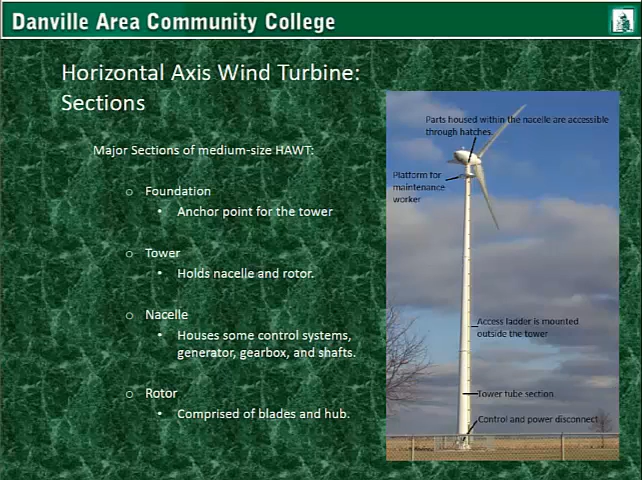 Danville Area Community College
Horizontal Axis Wind Turbine:
Sections
Major Sections of medium-size HAWT:
Foundation
Anchor point for the tower
Tower
Holds nacelle and rotor.
Nacelle
Houses some control systems,
generator, gearbox, and shafts.
Rotor
Comprised of blades and hub.
Parts housed within the nacelle are accessible
through hatches.
Platform for
maintenance
worker
Access ladder is mounted
outside the tower
Tower tube section
Control and power disconnect